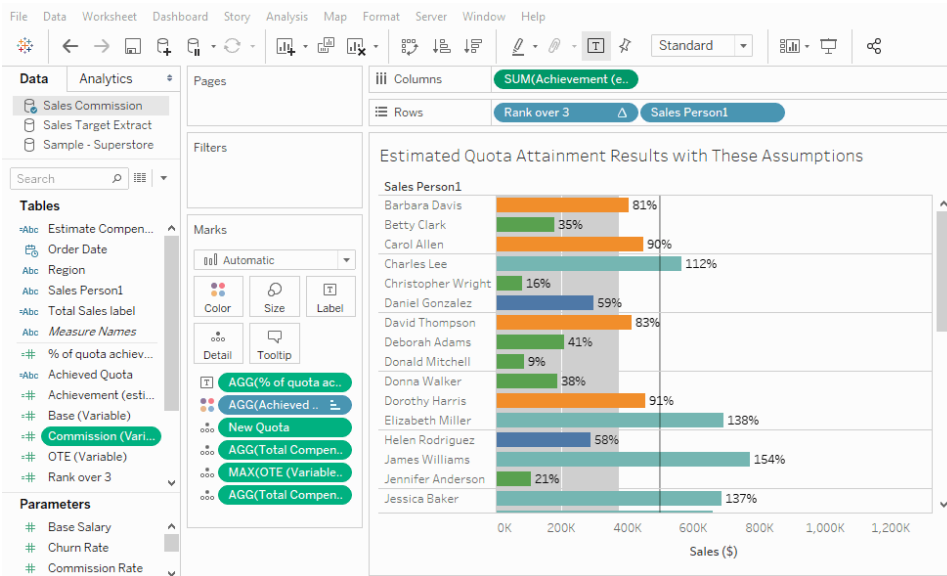 File Data Worksheet Dashboard Story Analysis Map Format Server Window Help
Standard
Data Analytics
Sales Commission
Sales Target Extract
Sample - Superstore
Search
Tables
Abc Estimate Compen...
Order Date
Abc Region
Abc Sales Person1
Abc Total Sales label
Abc Measure Names
% of quota achiev...
Abc Achieved Quota
Achievement (esti...
Base (Variable)
Commission (Vari...
OTE (Variable)
Rank over 3
Parameters
Base Salary
Churn Rate
Commission Rate
Pages
Filters
Marks
Automatic
Color Size Label
Detail Tooltip
AGG(% of quota ac..
AGG(Achieved ..
New Quota
AGG(Total Compen..
MAX(OTE (Variable..
AGG(Total Compen..
Columns SUM(Achievement (e..
Rows Rank over 3 Δ Sales Person1
Estimated Quota Attainment Results with These Assumptions
Sales Person1
Barbara Davis 81%
Betty Clark 35%
Carol Allen 90%
Charles Lee 112%
Christopher Wright 16%
Daniel Gonzalez 59%
David Thompson 83%
Deborah Adams 41%
Donald Mitchell 9%
Donna Walker 38%
Dorothy Harris 91%
Elizabeth Miller 138%
Helen Rodriguez 58%
James Williams 154%
Jennifer Anderson 21%
Jessica Baker 137%
0K 200K 400K 600K 800K 1,000K 1,200K
Sales ($)